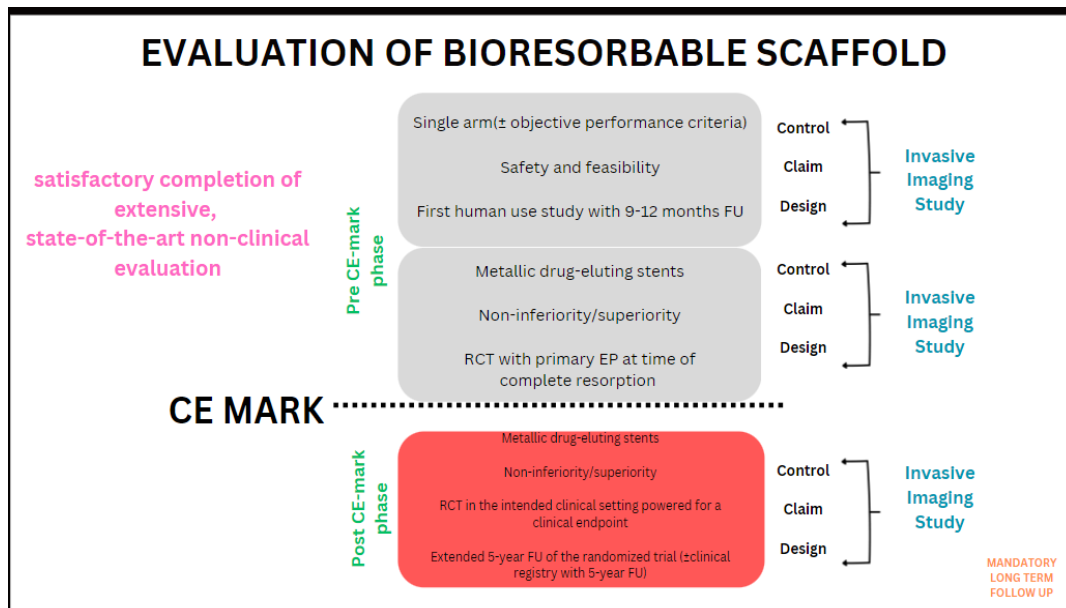 EVALUATION OF BIORESORBABLE SCAFFOLD
satisfactory completion of
extensive,
state-of-the-art non-clinical
evaluation
Pre CE-mark
phase
Single arm(± objective performance criteria)
Safety and feasibility
First human use study with 9-12 months FU
Control
Claim
Design
Invasive
Imaging
Study
Metallic drug-eluting stents
Non-inferiority/superiority
RCT with primary EP at time of
complete resorption
Control
Claim
Design
Invasive
Imaging
Study
CE MARK
Post CE-mark
phase
Metallic drug-eluting stents
Non-inferiority/superiority
RCT in the intended clinical setting powered for a
clinical endpoint
Extended 5-year FU of the randomized trial (±clinical
registry with 5-year FU)
Control
Claim
Design
Invasive
Imaging
Study
MANDATORY
LONG TERM
FOLLOW UP